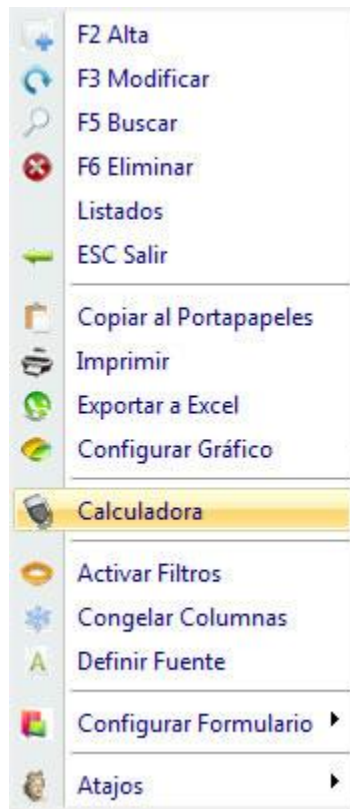 F2 Alta
F3 Modificar
F5 Buscar
F6 Eliminar
Listados
ESC Salir
Copiar al Portapapeles
Imprimir
Exportar a Excel
Configurar Gráfico
Calculadora
Activar Filtros
Congelar Columnas
A Definir Fuente
Configurar Formulario
Atajos